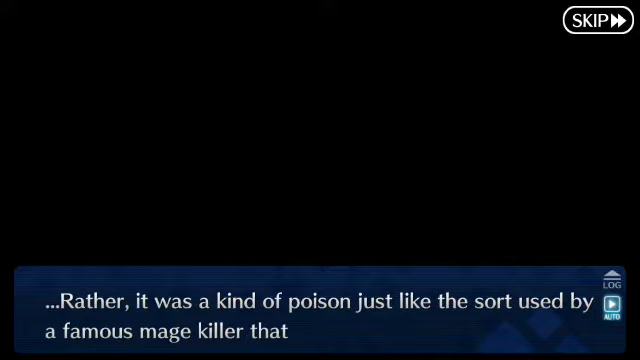 SKIP
LOG
AUTO
...Rather, it was a kind of poison just like the sort used by
a famous mage killer that